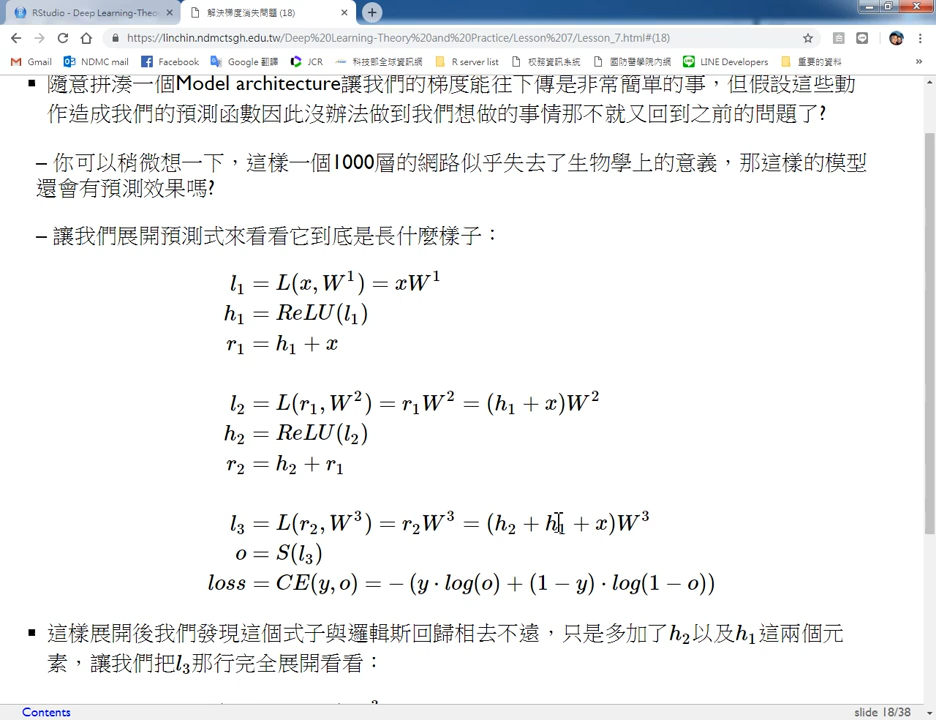 RStudio - Deep Learning-Theo
解決梯度消失問題 (18)
https://linchin.ndmctsgh.edu.tw/Deep%20Learning-Theory%20and%20Practice/Lesson%207/Lesson_7.html#(18)
Gmail NDMC mail Facebook Google 翻譯 JCR 科技部全球資訊網 R server list 校務資訊系統 國防醫學院內網 LINE Developers 重要的資料 »
隨意拼湊一個Model architecture讓我們的梯度能往下傳是非常簡單的事，但假設這些動
作造成我們的預測函數因此沒辦法做到我們想做的事情那不就又回到之前的問題了?
– 你可以稍微想一下，這樣一個1000層的網路似乎失去了生物學上的意義，那這樣的模型
還會有預測效果嗎?
– 讓我們展開預測式來看看它到底是長什麼樣子：
l₁ = L(x, W¹) = xW¹
h₁ = ReLU(l₁)
r₁ = h₁ + x
l₂ = L(r₁, W²) = r₁W² = (h₁ + x)W²
h₂ = ReLU(l₂)
r₂ = h₂ + r₁
l₃ = L(r₂, W³) = r₂W³ = (h₂ + h₁ + x)W³
o = S(l₃)
loss = CE(y, o) = −(y · log(o) + (1 − y) · log(1 − o))
這樣展開後我們發現這個式子與邏輯斯回歸相去不遠，只是多加了h₂以及h₁這兩個元
素，讓我們把l₃那行完全展開看看：
Contents
slide 18/38